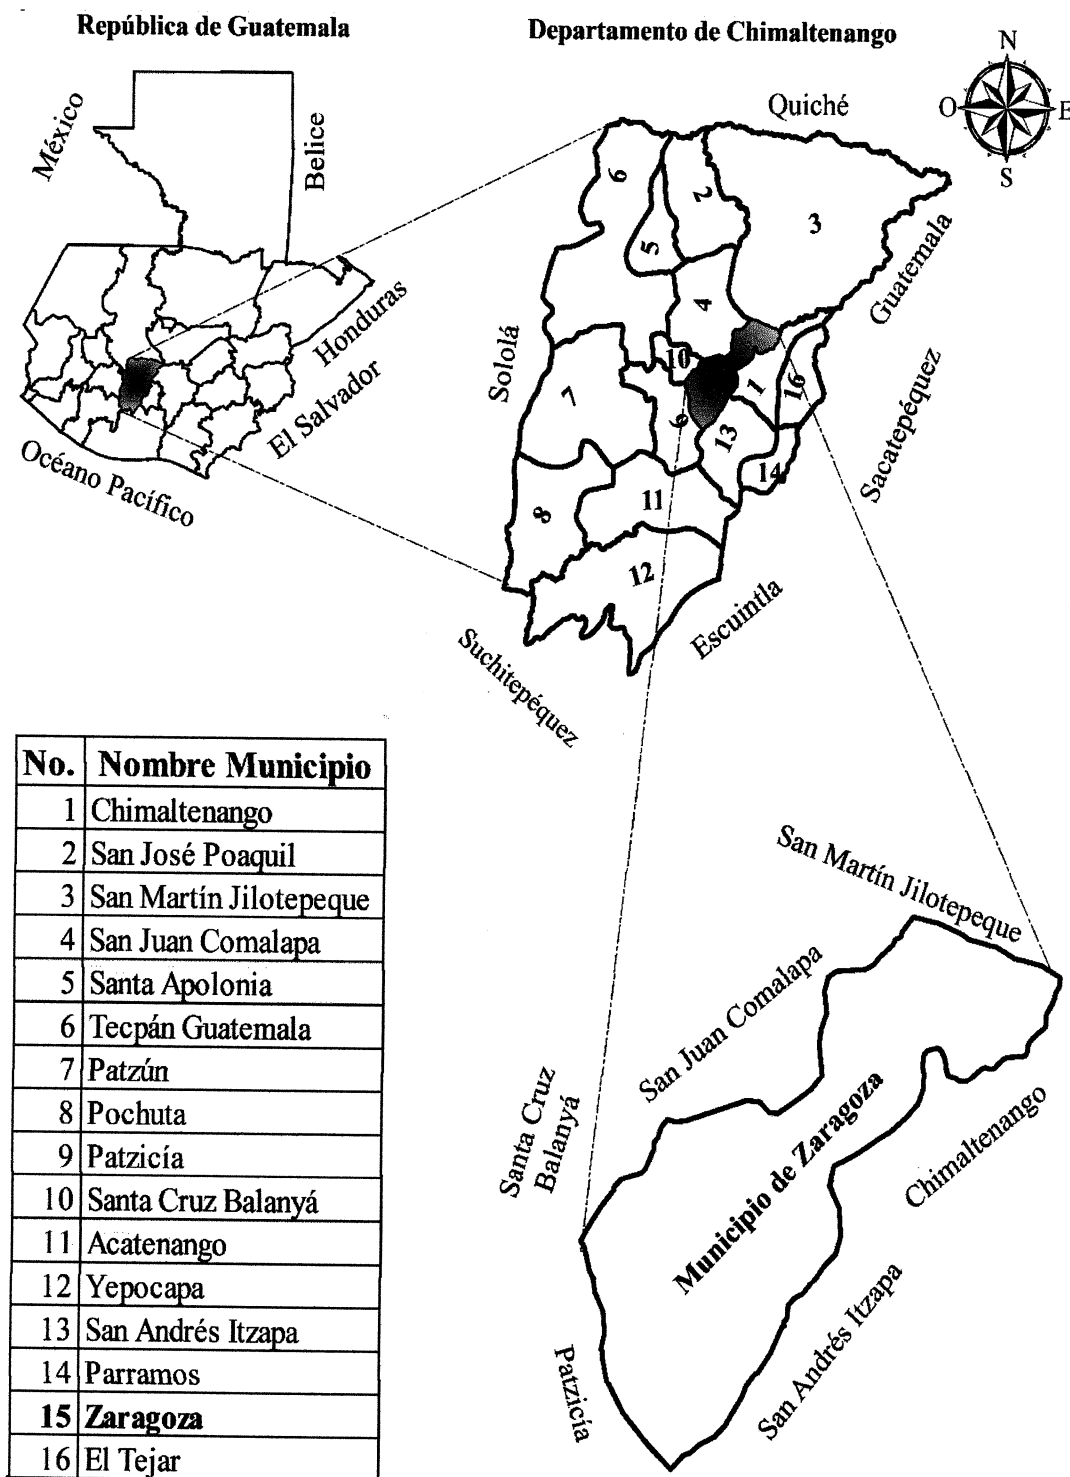 República de Guatemala
Departamento de Chimaltenango
N
O
E
S
México
Belice
Honduras
El Salvador
Océano Pacífico
Quiché
Guatemala
Sololá
Sacatepéquez
Escuintla
Suchitepéquez
6
2
3
5
4
10
7
1
16
9
13
14
8
11
12
No. Nombre Municipio
1 Chimaltenango
2 San José Poaquil
3 San Martín Jilotepeque
4 San Juan Comalapa
5 Santa Apolonia
6 Tecpán Guatemala
7 Patzún
8 Pochuta
9 Patzicía
10 Santa Cruz Balanyá
11 Acatenango
12 Yepocapa
13 San Andrés Itzapa
14 Parramos
15 Zaragoza
16 El Tejar
San Martín Jilotepeque
San Juan Comalapa
Santa Cruz
Balanyá
Municipio de Zaragoza
Chimaltenango
San Andrés Itzapa
Patzicía